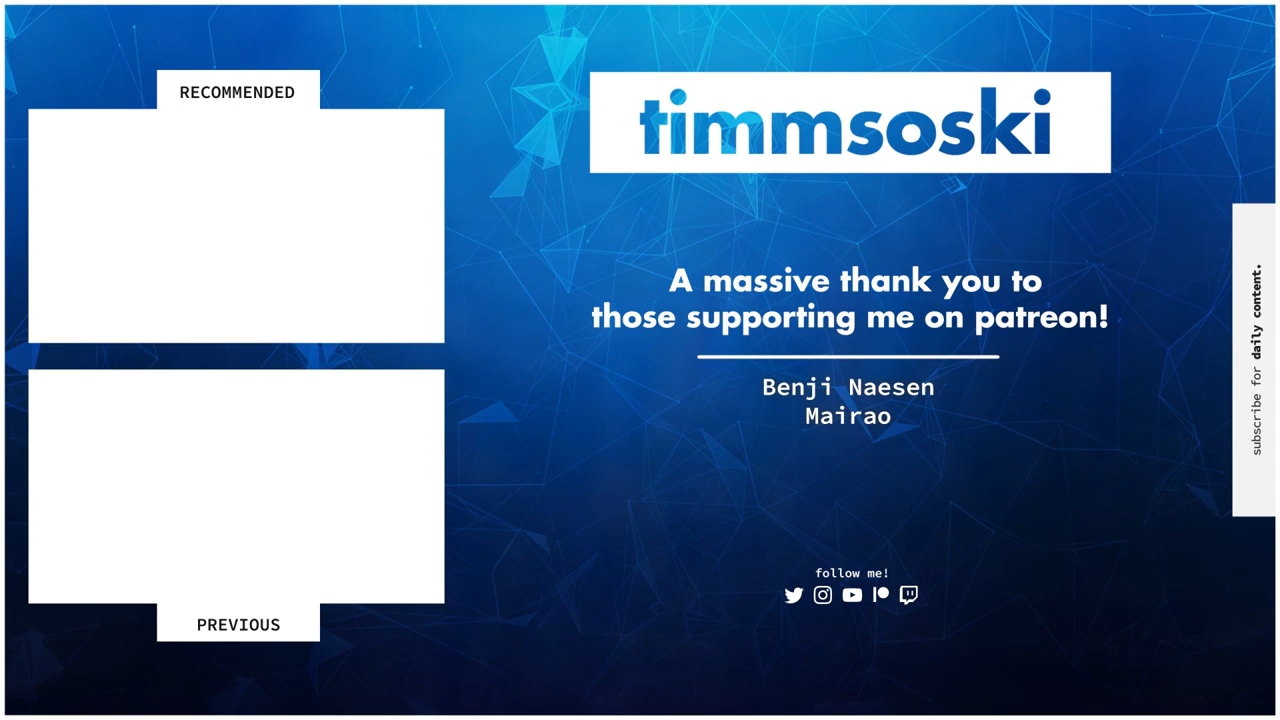 RECOMMENDED
timmsoski
A massive thank you to
those supporting me on patreon!
Benji Naesen
Mairao
subscribe for daily content.
follow me!
PREVIOUS